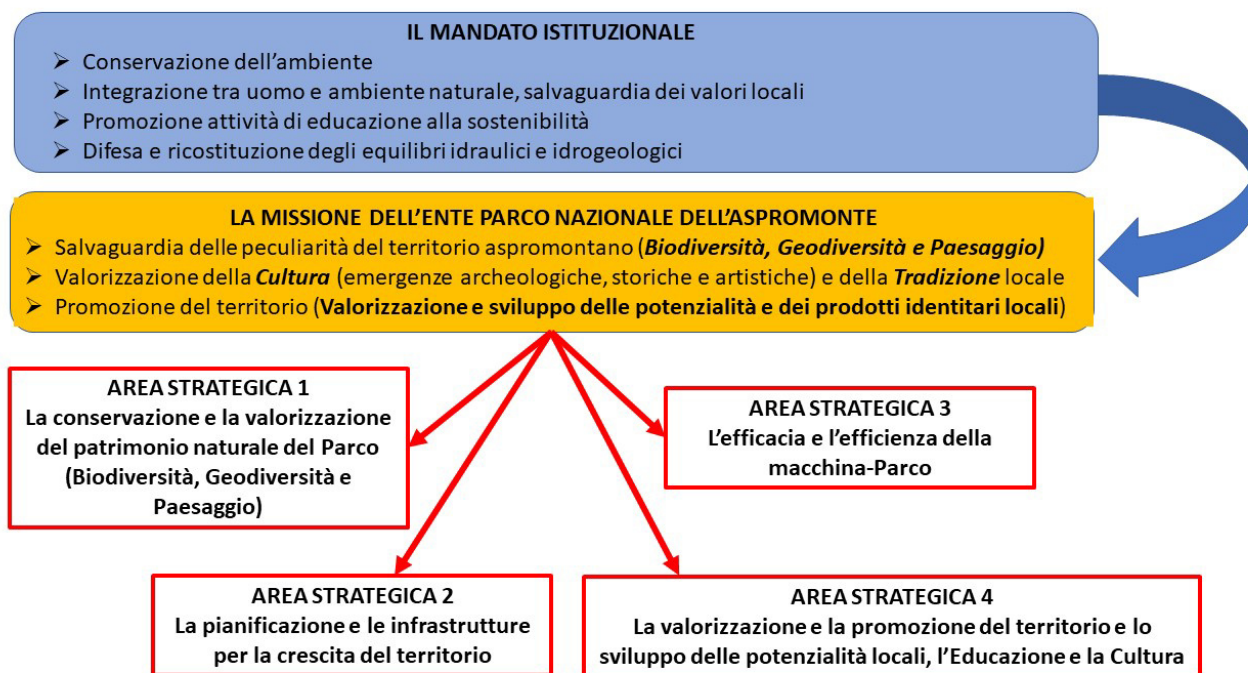 IL MANDATO ISTITUZIONALE
➢ Conservazione dell’ambiente
➢ Integrazione tra uomo e ambiente naturale, salvaguardia dei valori locali
➢ Promozione attività di educazione alla sostenibilità
➢ Difesa e ricostituzione degli equilibri idraulici e idrogeologici
LA MISSIONE DELL’ENTE PARCO NAZIONALE DELL’ASPROMONTE
➢ Salvaguardia delle peculiarità del territorio aspromontano (Biodiversità, Geodiversità e Paesaggio)
➢ Valorizzazione della Cultura (emergenze archeologiche, storiche e artistiche) e della Tradizione locale
➢ Promozione del territorio (Valorizzazione e sviluppo delle potenzialità e dei prodotti identitari locali)
AREA STRATEGICA 1
La conservazione e la valorizzazione
del patrimonio naturale del Parco
(Biodiversità, Geodiversità e
Paesaggio)
AREA STRATEGICA 3
L’efficacia e l’efficienza della
macchina-Parco
AREA STRATEGICA 2
La pianificazione e le infrastrutture
per la crescita del territorio
AREA STRATEGICA 4
La valorizzazione e la promozione del territorio e lo
sviluppo delle potenzialità locali, l’Educazione e la Cultura